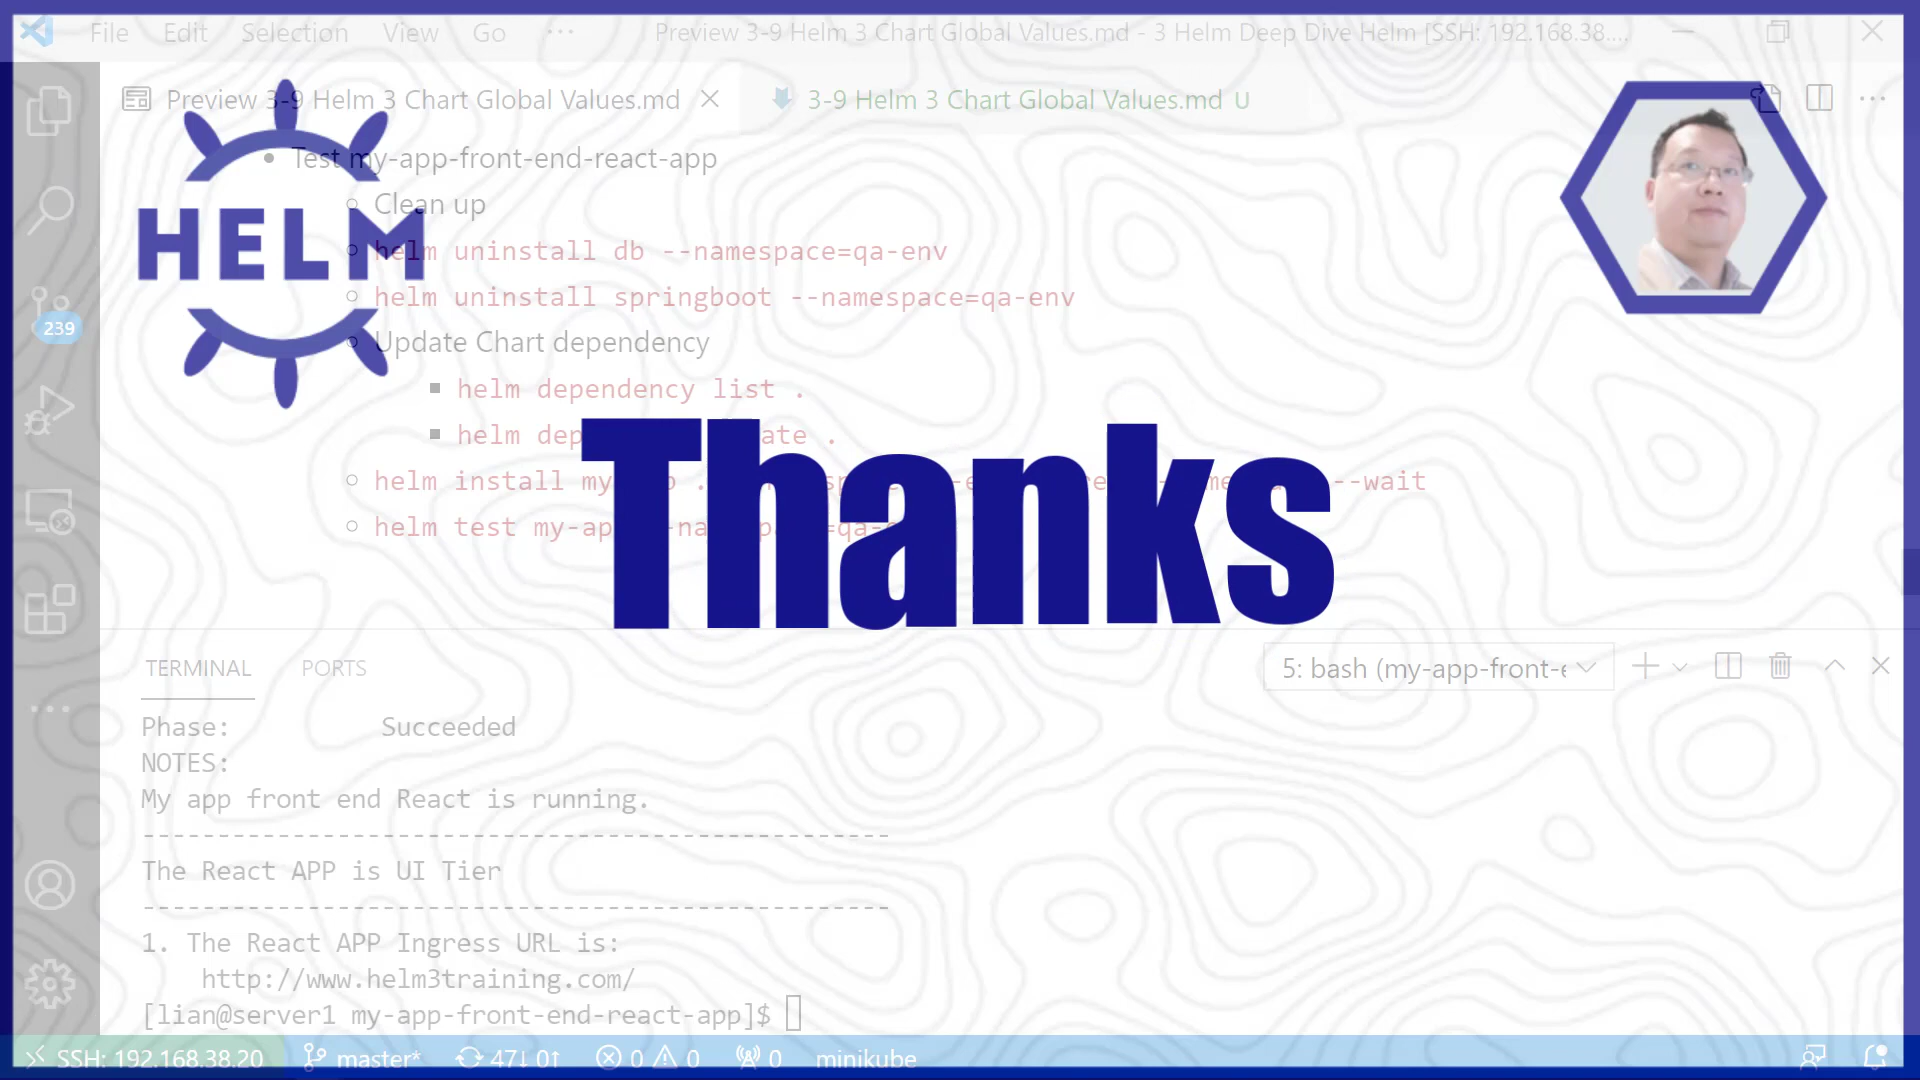 File Edit Selection View Go ··· Preview 3-9 Helm 3 Chart Global Values.md - 3 Helm Deep Dive Helm [SSH: 192.168.38....
Preview 3-9 Helm 3 Chart Global Values.md 3-9 Helm 3 Chart Global Values.md U
Test my-app-front-end-react-app
Clean up
HELM
helm uninstall db --namespace=qa-env
helm uninstall springboot --namespace=qa-env
239
Update Chart dependency
helm dependency list .
helm dep ate .
helm install my --wait
helm test my-ap
Thanks
TERMINAL PORTS 5: bash (my-app-front-e
Phase: Succeeded
NOTES:
My app front end React is running.
--------------------------------------------------
The React APP is UI Tier
--------------------------------------------------
1. The React APP Ingress URL is:
http://www.helm3training.com/
[lian@server1 my-app-front-end-react-app]$
SSH: 192.168.38.20 master* 47↓ 0↑ 0 0 0 minikube